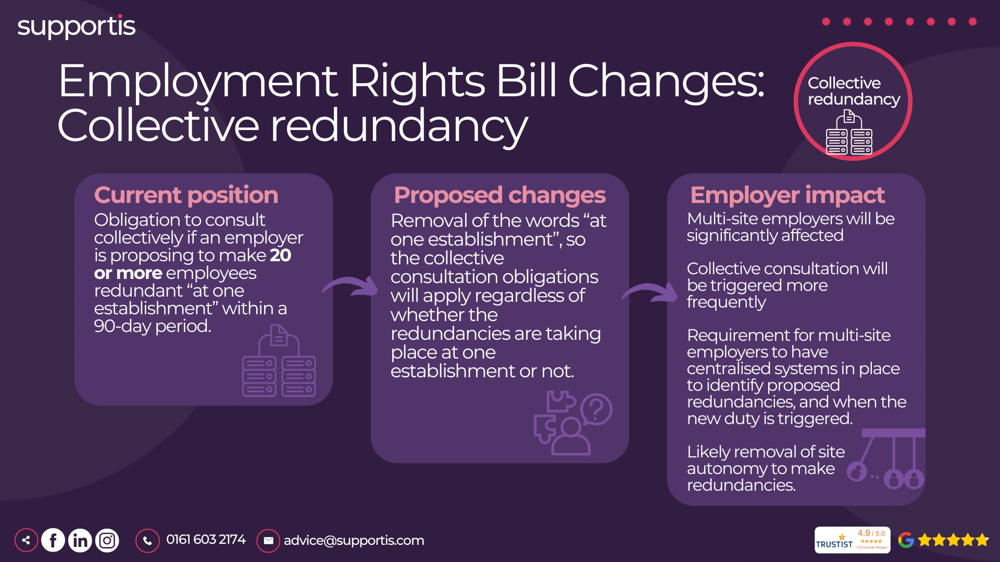 supportis
Employment Rights Bill Changes:
Collective redundancy
Collective
redundancy
Current position
Obligation to consult
collectively if an employer
is proposing to make 20
or more employees
redundant “at one
establishment” within a
90-day period.
Proposed changes
Removal of the words “at
one establishment”, so
the collective
consultation obligations
will apply regardless of
whether the
redundancies are taking
place at one
establishment or not.
Employer impact
Multi-site employers will be
significantly affected
Collective consultation will
be triggered more
frequently
Requirement for multi-site
employers to have
centralised systems in place
to identify proposed
redundancies, and when the
new duty is triggered.
Likely removal of site
autonomy to make
redundancies.
0161 603 2174
advice@supportis.com
TRUSTIST
4.9 / 5.0
116 Customer Reviews